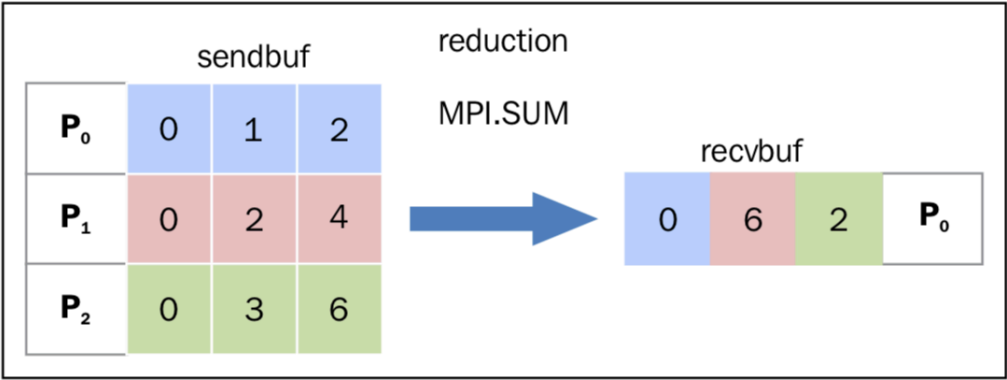 sendbuf
reduction
MPI.SUM
P₀ 0 1 2
P₁ 0 2 4
P₂ 0 3 6
recvbuf
0 6 2 P₀